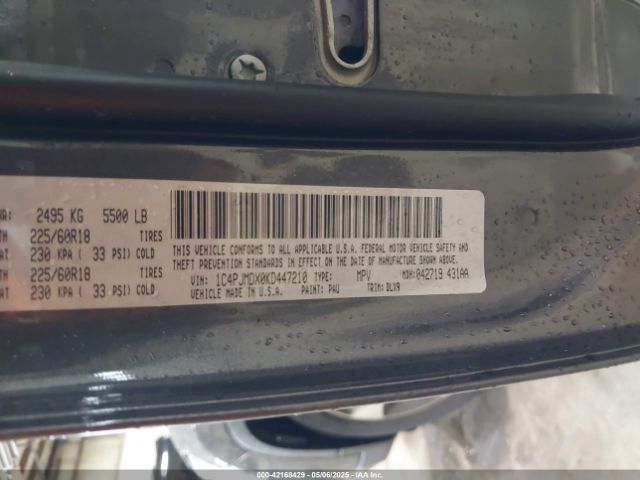 2495 KG 5500 LB
225/60R18 TIRES
230 KPA ( 33 PSI) COLD
225/60R18 TIRES
230 KPA ( 33 PSI) COLD
THIS VEHICLE CONFORMS TO ALL APPLICABLE U.S.A. FEDERAL MOTOR VEHICLE SAFETY AND
THEFT PREVENTION STANDARDS IN EFFECT ON THE DATE OF MANUFACTURE SHOWN ABOVE.
VIN: 1C4PJMDX0KD447210 TYPE: MPV MDH: 042719 431AA
VEHICLE MADE IN U.S.A. PAINT: PAU TRIM: DLX9
000-42168429 - 05/06/2025 - ©IAA Holdings, LLC